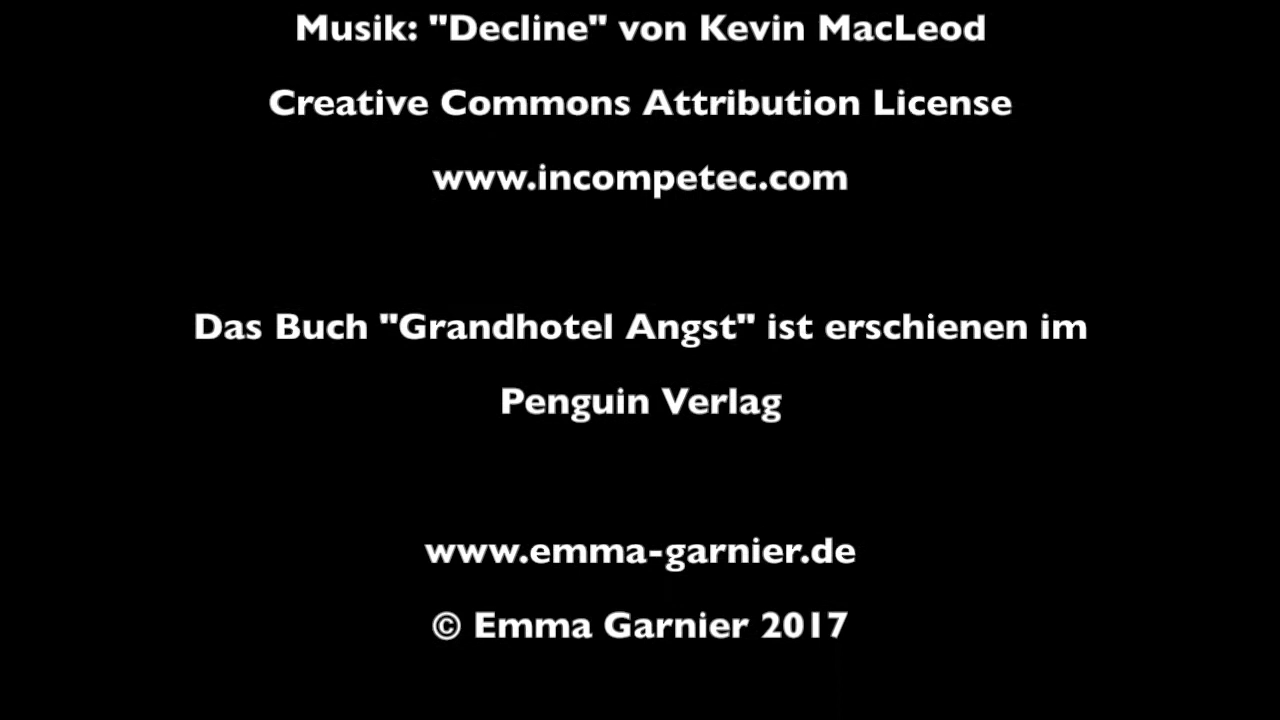 Musik: "Decline" von Kevin MacLeod
Creative Commons Attribution License
www.incompetec.com
Das Buch "Grandhotel Angst" ist erschienen im
Penguin Verlag
www.emma-garnier.de
© Emma Garnier 2017